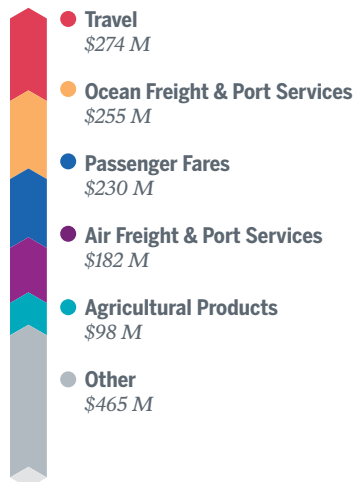 Travel
$274 M
Ocean Freight & Port Services
$255 M
Passenger Fares
$230 M
Air Freight & Port Services
$182 M
Agricultural Products
$98 M
Other
$465 M